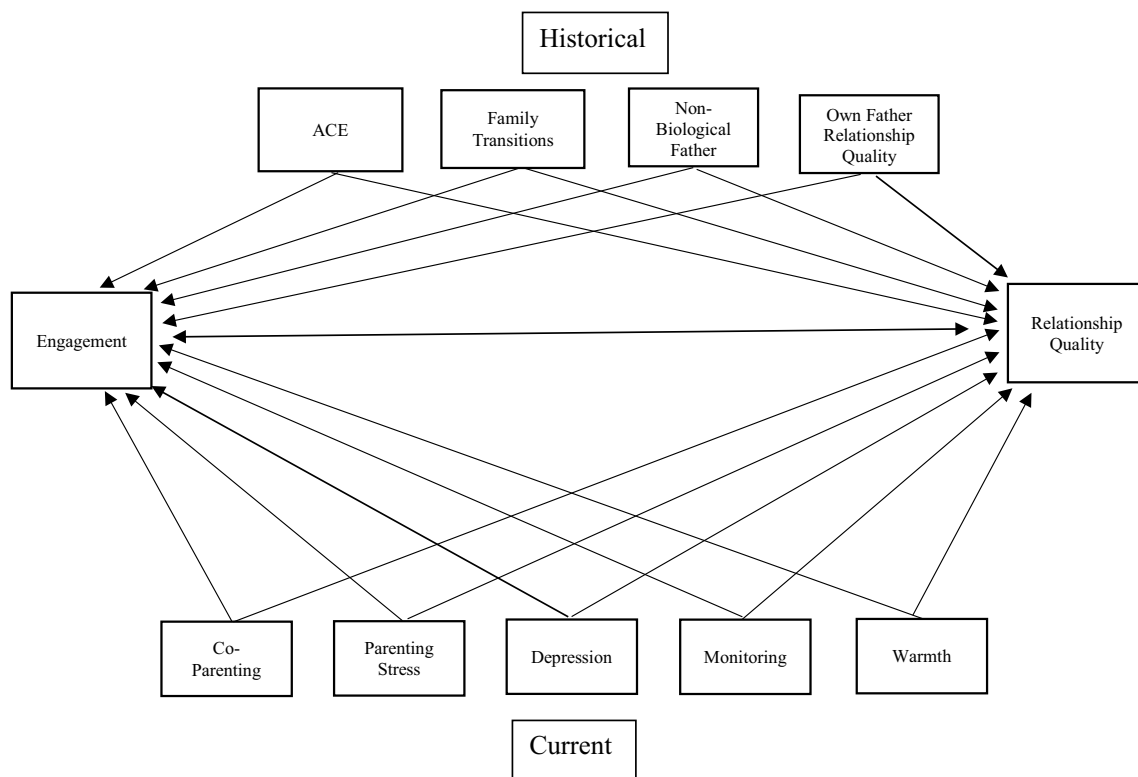 Historical
ACE
Family
Transitions
Non-
Biological
Father
Own Father
Relationship
Quality
Engagement
Relationship
Quality
Co-
Parenting
Parenting
Stress
Depression
Monitoring
Warmth
Current